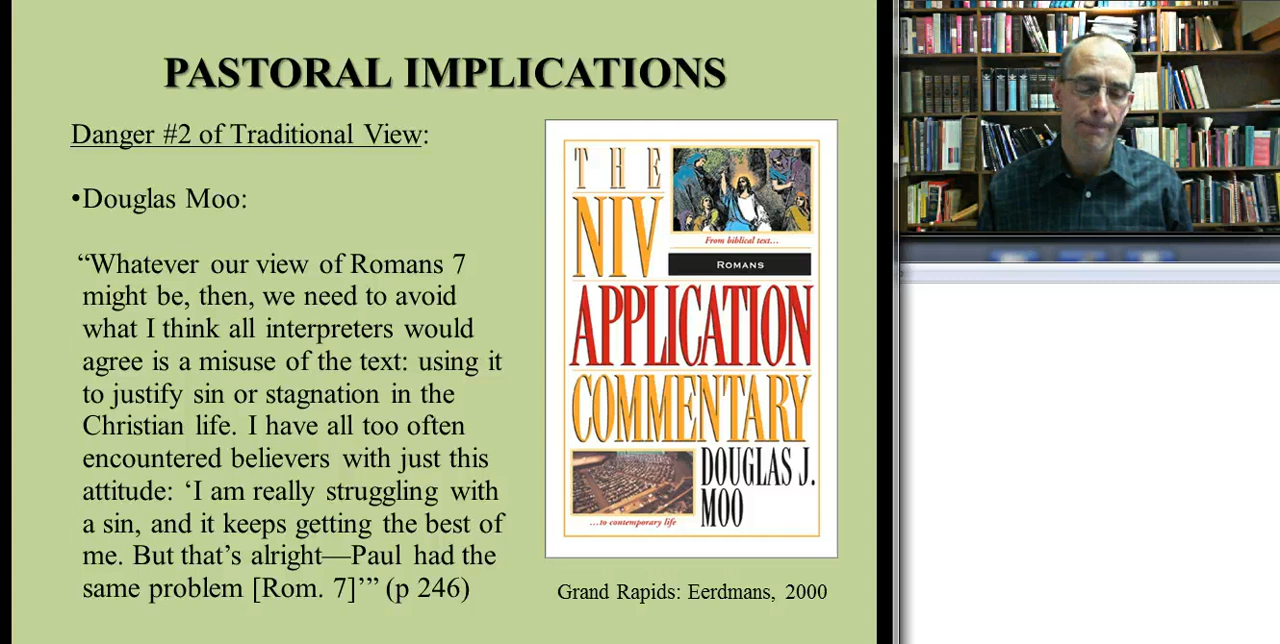 PASTORAL IMPLICATIONS
Danger #2 of Traditional View:
•Douglas Moo:
“Whatever our view of Romans 7
might be, then, we need to avoid
what I think all interpreters would
agree is a misuse of the text: using it
to justify sin or stagnation in the
Christian life. I have all too often
encountered believers with just this
attitude: ‘I am really struggling with
a sin, and it keeps getting the best of
me. But that’s alright—Paul had the
same problem [Rom. 7]’” (p 246)
THE
NIV
From biblical text...
ROMANS
APPLICATION
COMMENTARY
DOUGLAS J.
MOO
...to contemporary life
Grand Rapids: Eerdmans, 2000